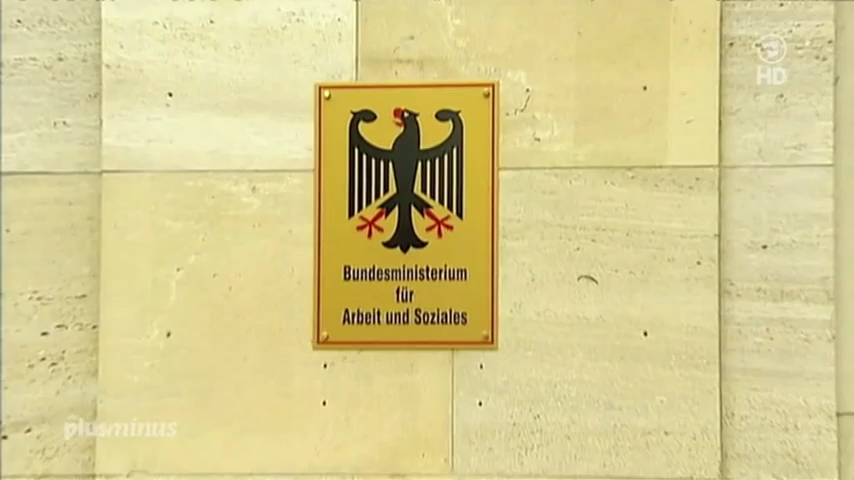 HD
Bundesministerium
für
Arbeit und Soziales
plusminus